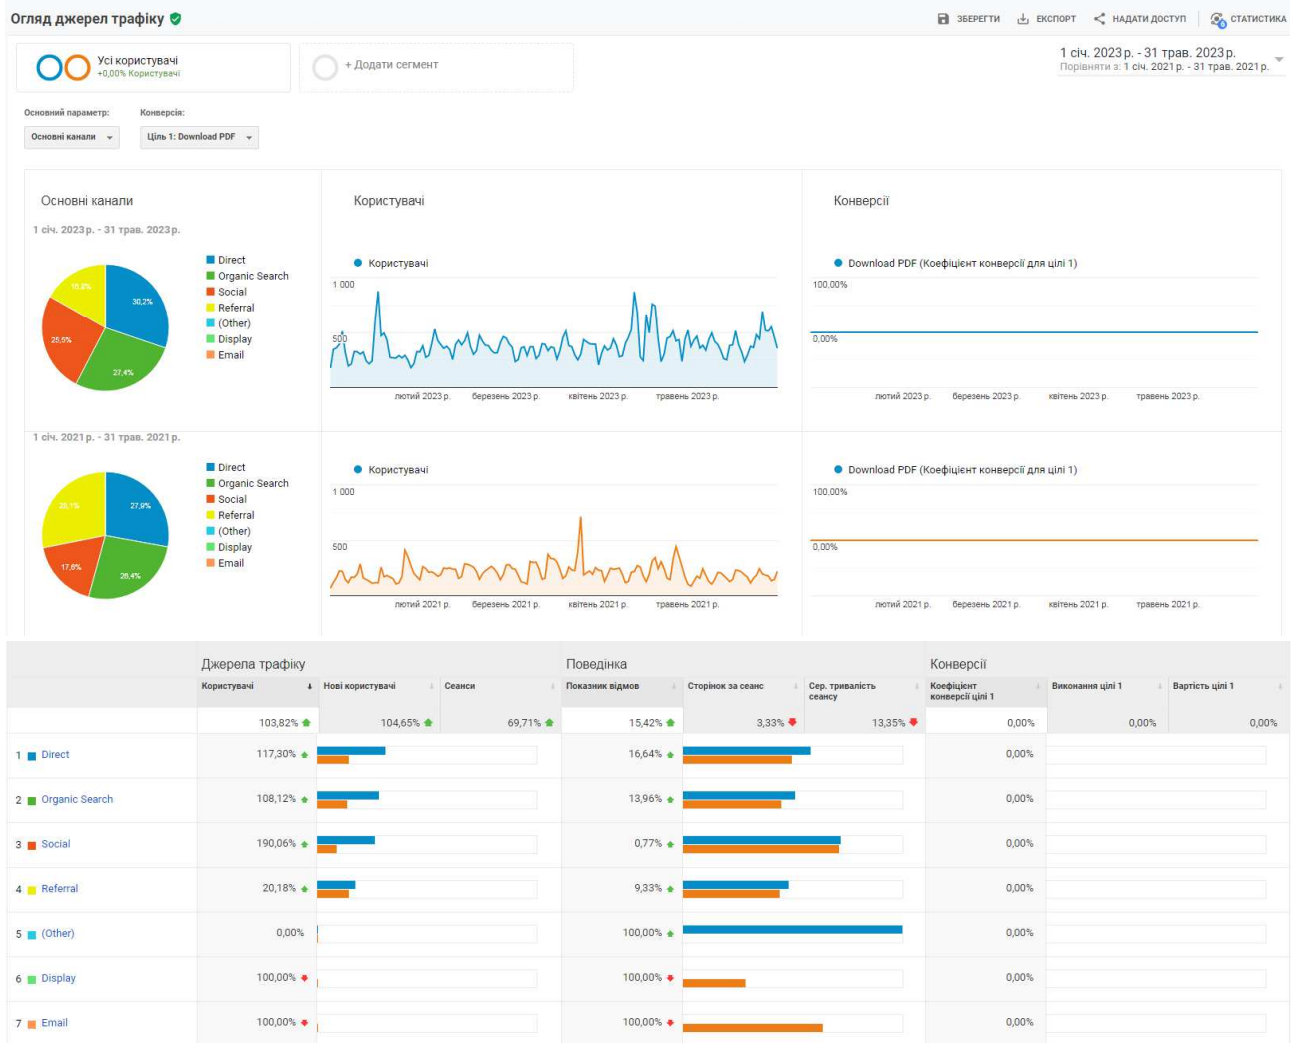 Огляд джерел трафіку
ЗБЕРЕГТИ ЕКСПОРТ НАДАТИ ДОСТУП 6 СТАТИСТИКА
Усі користувачі
+0,00% Користувачі
+ Додати сегмент
1 січ. 2023 р. - 31 трав. 2023 р.
Порівняти з: 1 січ. 2021 р. - 31 трав. 2021 р.
Основний параметр: Конверсія:
Основні канали Ціль 1: Download PDF
Основні канали Користувачі Конверсії
1 січ. 2023 р. - 31 трав. 2023 р.
30,2%
27,4%
25,5%
Direct
Organic Search
Social
Referral
(Other)
Display
Email
Користувачі
1 000
500
лютий 2023 р. березень 2023 р. квітень 2023 р. травень 2023 р.
Download PDF (Коефіцієнт конверсії для цілі 1)
100,00%
0,00%
лютий 2023 р. березень 2023 р. квітень 2023 р. травень 2023 р.
1 січ. 2021 р. - 31 трав. 2021 р.
27,9%
26,4%
17,6%
Direct
Organic Search
Social
Referral
(Other)
Display
Email
Користувачі
1 000
500
лютий 2021 р. березень 2021 р. квітень 2021 р. травень 2021 р.
Download PDF (Коефіцієнт конверсії для цілі 1)
100,00%
0,00%
лютий 2021 р. березень 2021 р. квітень 2021 р. травень 2021 р.
Джерела трафіку Поведінка Конверсії
Користувачі Нові користувачі Сеанси Показник відмов Сторінок за сеанс Сер. тривалість сеансу Коефіцієнт конверсії цілі 1 Виконання цілі 1 Вартість цілі 1
103,82% 104,65% 69,71% 15,42% 3,33% 13,35% 0,00% 0,00% 0,00%
1 Direct 117,30% 16,64% 0,00%
2 Organic Search 108,12% 13,96% 0,00%
3 Social 190,06% 0,77% 0,00%
4 Referral 20,18% 9,33% 0,00%
5 (Other) 0,00% 100,00% 0,00%
6 Display 100,00% 100,00% 0,00%
7 Email 100,00% 100,00% 0,00%